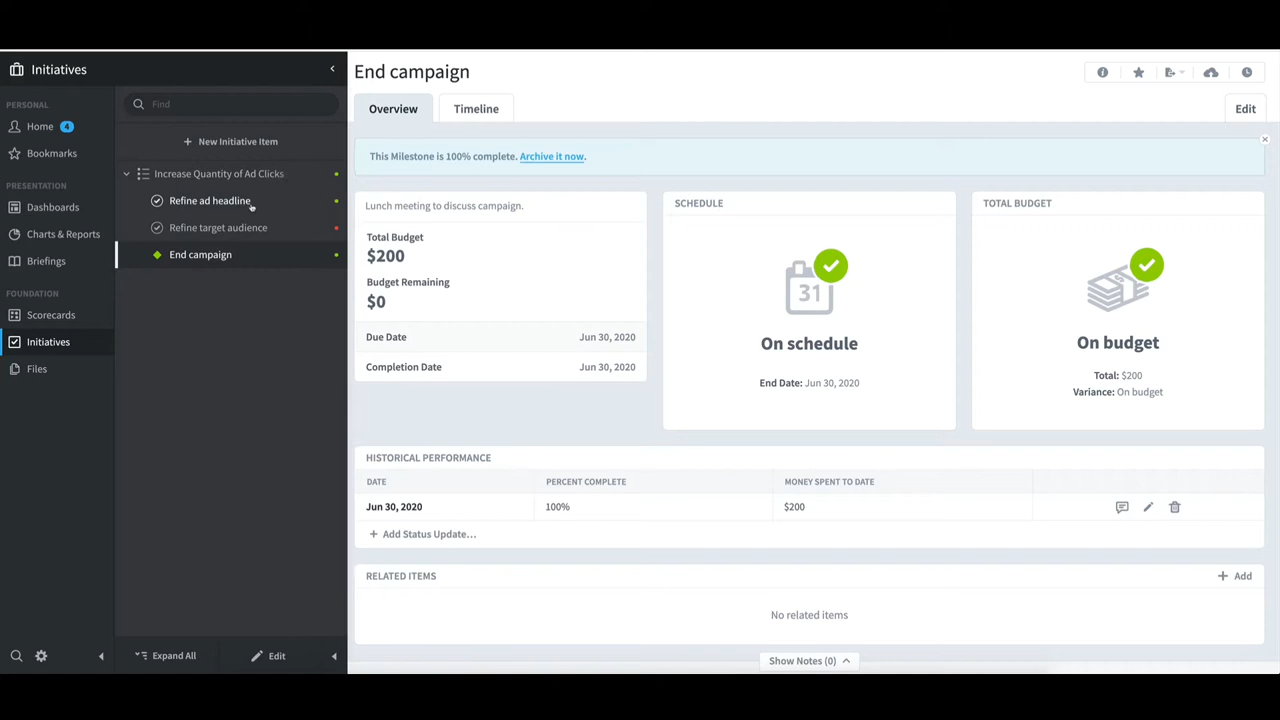 Initiatives
PERSONAL
Home 4
Bookmarks
PRESENTATION
Dashboards
Charts & Reports
Briefings
FOUNDATION
Scorecards
Initiatives
Files
Find
New Initiative Item
Increase Quantity of Ad Clicks
Refine ad headline
Refine target audience
End campaign
Expand All
Edit
End campaign
Overview
Timeline
Edit
This Milestone is 100% complete. Archive it now.
Lunch meeting to discuss campaign.
Total Budget
$200
Budget Remaining
$0
Due Date Jun 30, 2020
Completion Date Jun 30, 2020
SCHEDULE
31
On schedule
End Date: Jun 30, 2020
TOTAL BUDGET
On budget
Total: $200
Variance: On budget
HISTORICAL PERFORMANCE
DATE PERCENT COMPLETE MONEY SPENT TO DATE
Jun 30, 2020 100% $200
Add Status Update...
RELATED ITEMS
Add
No related items
Show Notes (0)